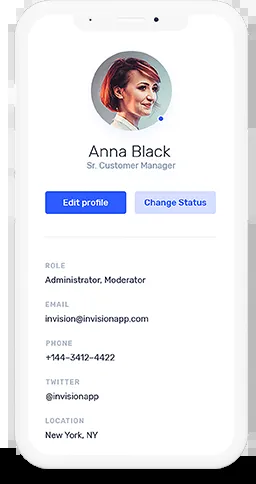 Anna Black
Sr. Customer Manager
Edit profile
Change Status
ROLE
Administrator, Moderator
EMAIL
invision@invisionapp.com
PHONE
+144–3412–4422
TWITTER
@invisionapp
LOCATION
New York, NY